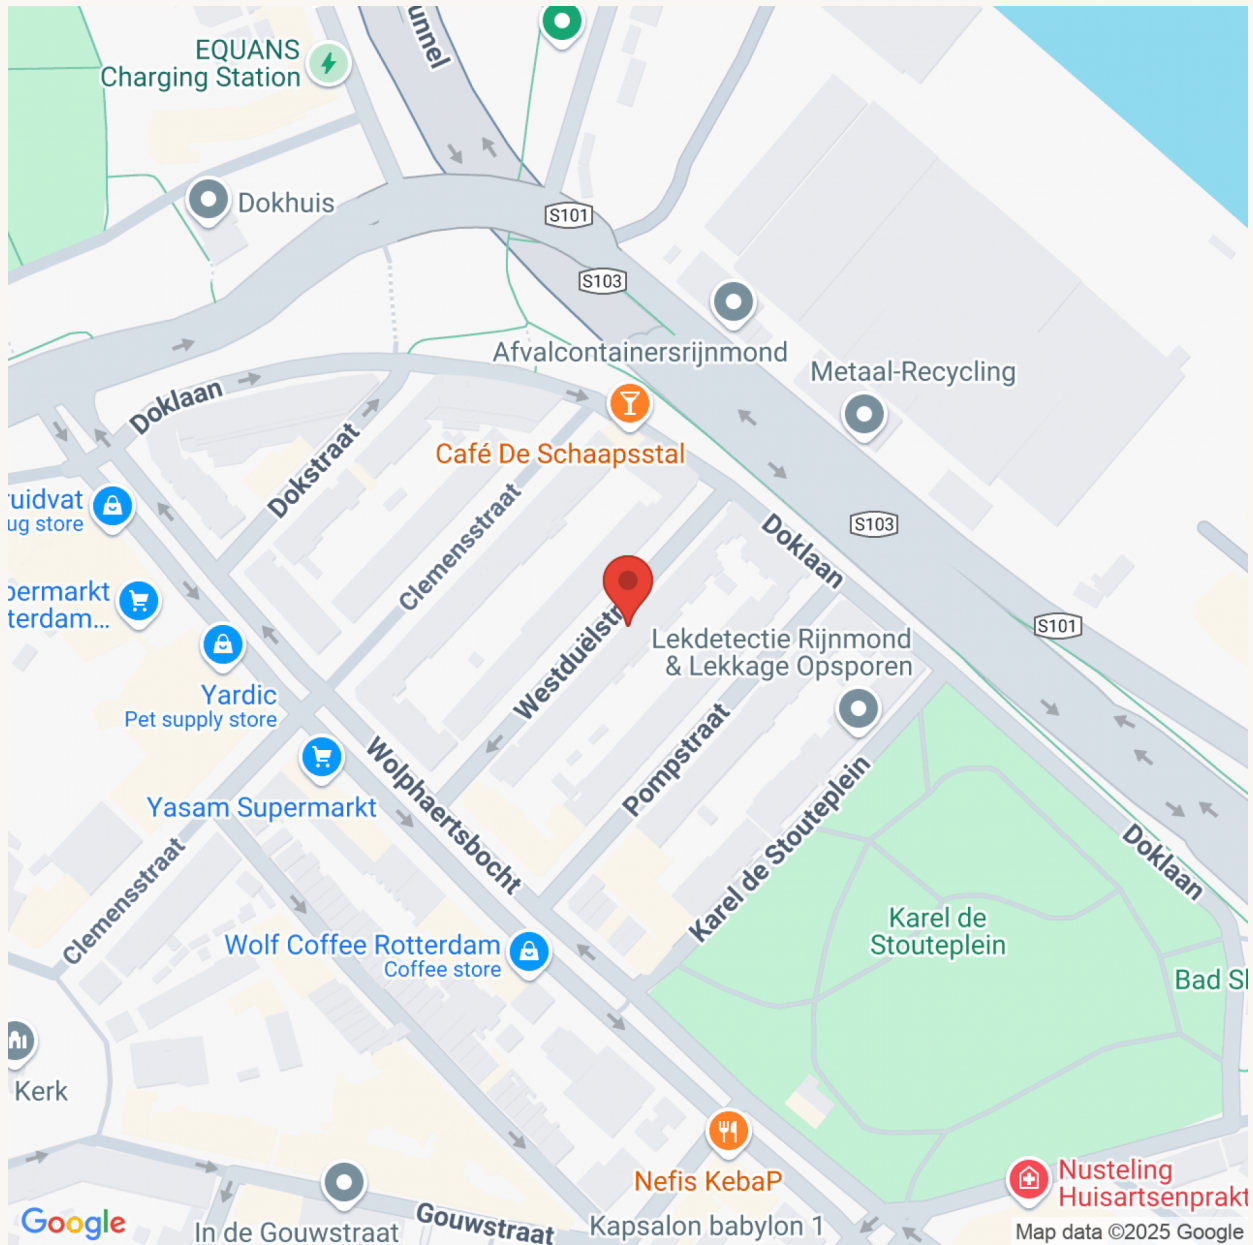 unnel
EQUANS
Charging Station
Dokhuis
S101
S103
Afvalcontainersrijnmond
Metaal-Recycling
Doklaan
Café De Schaapsstal
Dokstraat
ruidvat
ug store
Clemensstraat
S103
Doklaan
permarkt
terdam...
S101
Westduëlstr
Lekdetectie Rijnmond
& Lekkage Opsporen
Yardic
Pet supply store
Pompstraat
Wolphaertsbocht
Yasam Supermarkt
Karel de Stouteplein
Doklaan
Clemensstraat
Karel de
Stouteplein
Wolf Coffee Rotterdam
Coffee store
Bad Sl
Kerk
Nefis KebaP
Nusteling
Huisartsenprakt
Google
In de Gouwstraat
Gouwstraat
Kapsalon babylon 1
Map data ©2025 Google